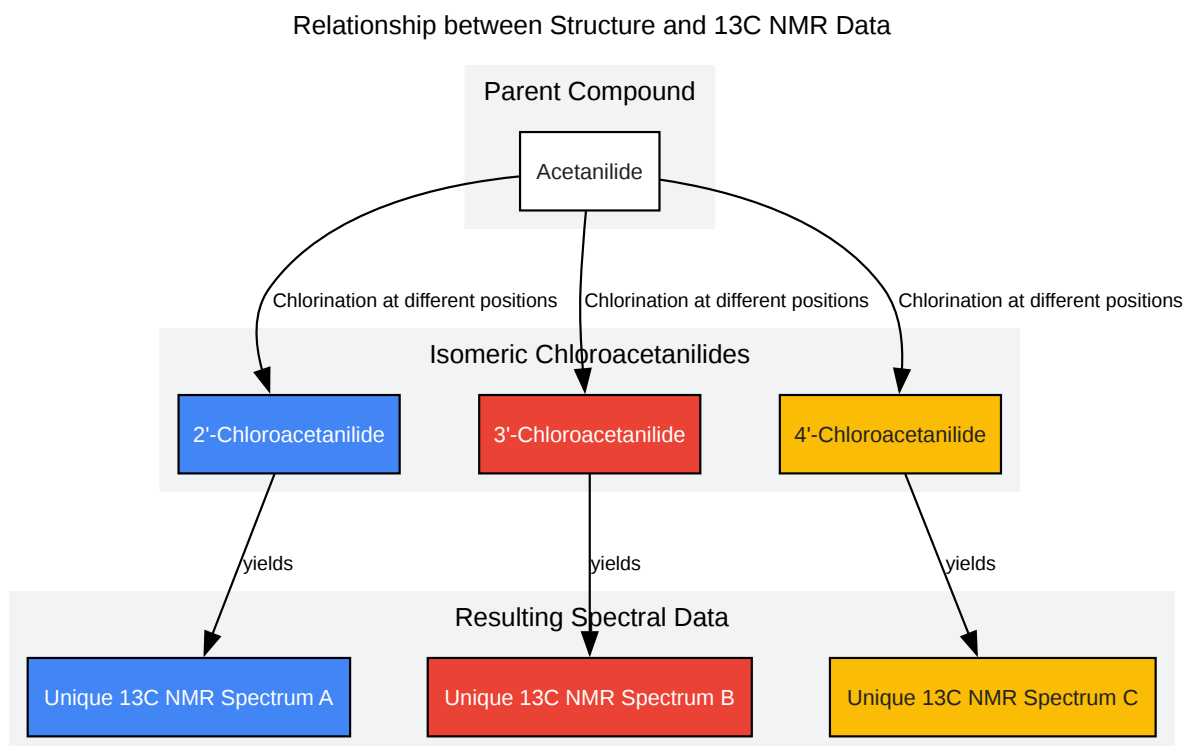 Relationship between Structure and 13C NMR Data
Parent Compound
Acetanilide
Chlorination at different positions
Chlorination at different positions
Chlorination at different positions
Isomeric Chloroacetanilides
2'-Chloroacetanilide
3'-Chloroacetanilide
4'-Chloroacetanilide
yields
yields
yields
Resulting Spectral Data
Unique 13C NMR Spectrum A
Unique 13C NMR Spectrum B
Unique 13C NMR Spectrum C